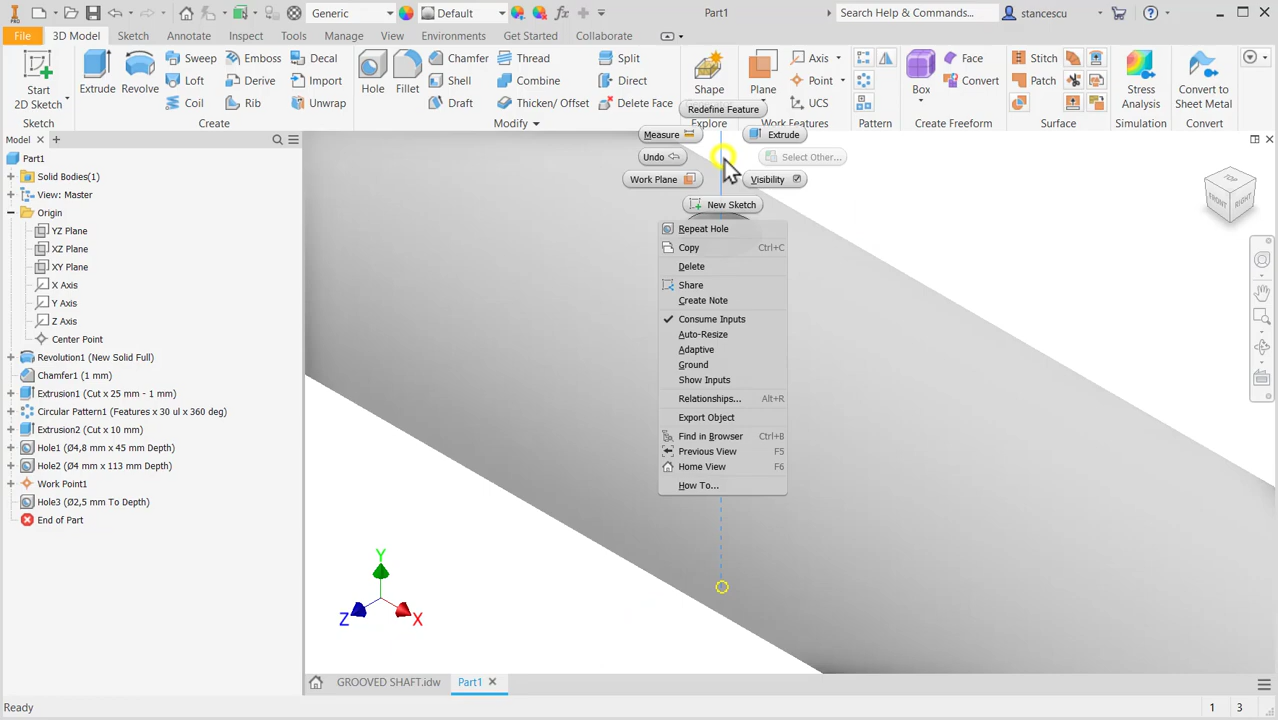 PRO
Generic
Default
Part1
Search Help & Commands...
stancescu
File
3D Model
Sketch
Annotate
Inspect
Tools
Manage
View
Environments
Get Started
Collaborate
Start
2D Sketch
Extrude
Revolve
Sweep
Loft
Coil
Emboss
Derive
Rib
Decal
Import
Unwrap
Hole
Fillet
Chamfer
Shell
Draft
Thread
Combine
Thicken/ Offset
Split
Direct
Delete Face
Shape
Plane
Axis
Point
UCS
Box
Face
Convert
Stitch
Patch
Stress
Analysis
Convert to
Sheet Metal
Sketch
Create
Modify
Explore
Work Features
Pattern
Create Freeform
Surface
Simulation
Convert
Model
Part1
Solid Bodies(1)
View: Master
Origin
YZ Plane
XZ Plane
XY Plane
X Axis
Y Axis
Z Axis
Center Point
Revolution1 (New Solid Full)
Chamfer1 (1 mm)
Extrusion1 (Cut x 25 mm - 1 mm)
Circular Pattern1 (Features x 30 ul x 360 deg)
Extrusion2 (Cut x 10 mm)
Hole1 (Ø4,8 mm x 45 mm Depth)
Hole2 (Ø4 mm x 113 mm Depth)
Work Point1
Hole3 (Ø2,5 mm To Depth)
End of Part
Redefine Feature
Measure
Extrude
Undo
Select Other...
Work Plane
Visibility
New Sketch
Repeat Hole
Copy Ctrl+C
Delete
Share
Create Note
Consume Inputs
Auto-Resize
Adaptive
Ground
Show Inputs
Relationships... Alt+R
Export Object
Find in Browser Ctrl+B
Previous View F5
Home View F6
How To...
TOP
FRONT
RIGHT
Y
Z
X
GROOVED SHAFT.idw
Part1
Ready
1 3